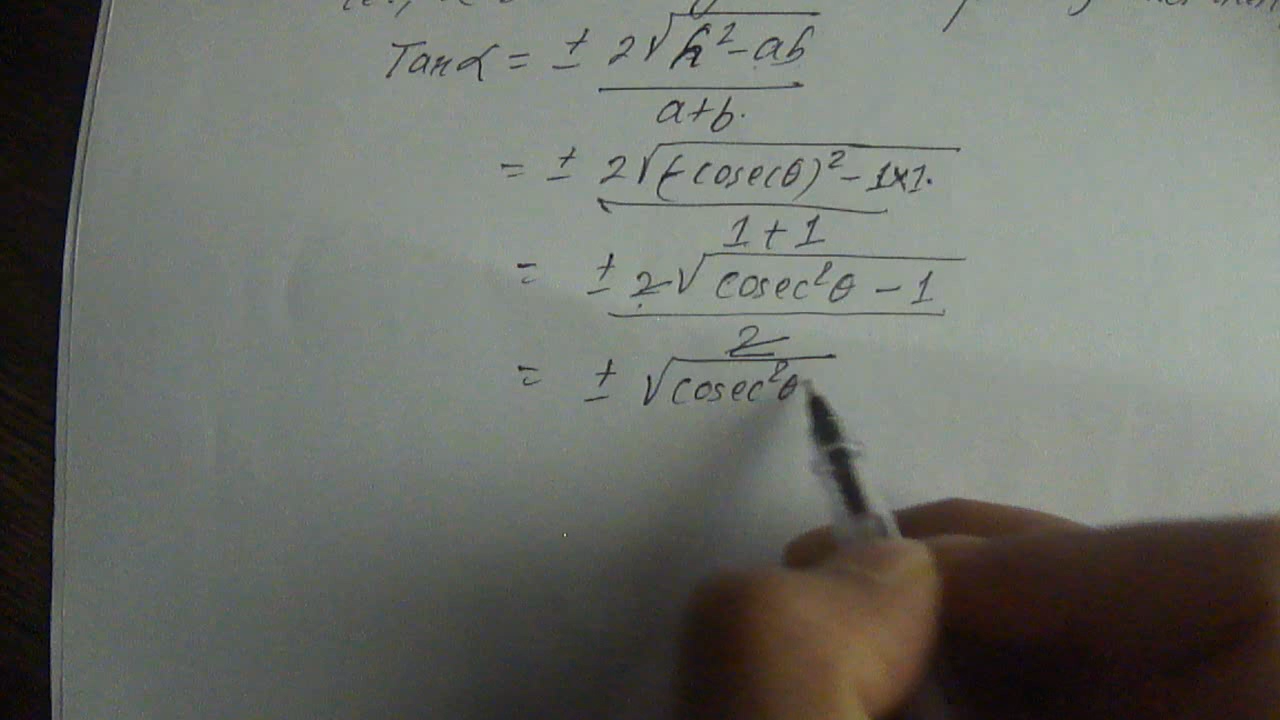 Tanα = ± 2√h²-ab
a+b.
= ± 2√(-cosecθ)²-1×1.
1+1
= ± 2√cosec²θ-1
2
= ± √cosec²θ